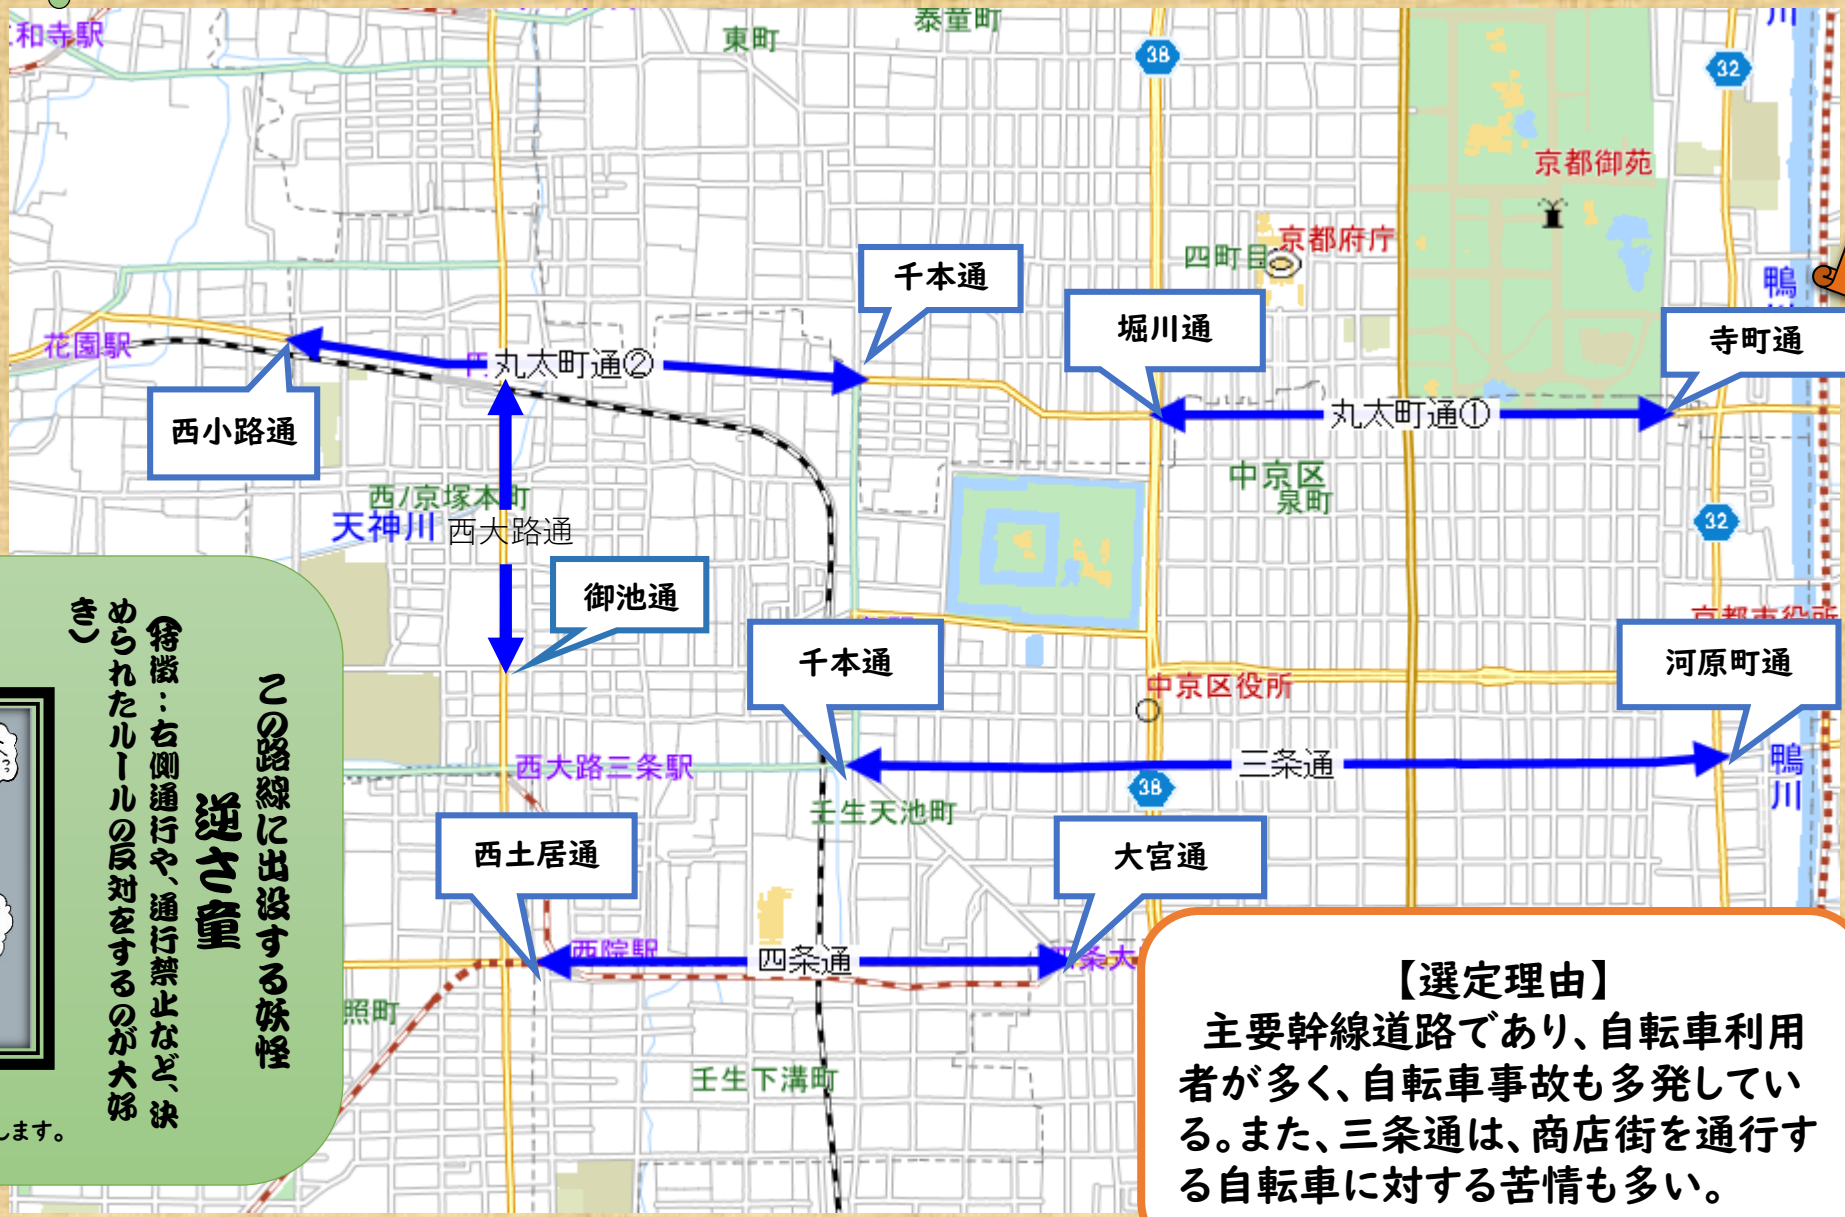 和寺駅
東町
泰童町
38
川
32
京都御苑
京都府庁
四町目
千本通
堀川通
鴨川
寺町通
花園駅
丸太町通②
丸太町通①
西小路通
中京区
泉町
西ノ京塚本町
天神川
西大路通
32
御池通
京都市役所
千本通
河原町通
中京区役所
西大路三条駅
三条通
鴨川
38
壬生天池町
西土居通
大宮通
西院駅
四条通
四条大
照町
壬生下溝町
この路線に出没する妖怪
逆さ童
(特徴:右側通行や、通行禁止など、決
められたルールの反対をするのが大好
き)
します。
【選定理由】
主要幹線道路であり、自転車利用
者が多く、自転車事故も多発してい
る。また、三条通は、商店街を通行す
る自転車に対する苦情も多い。